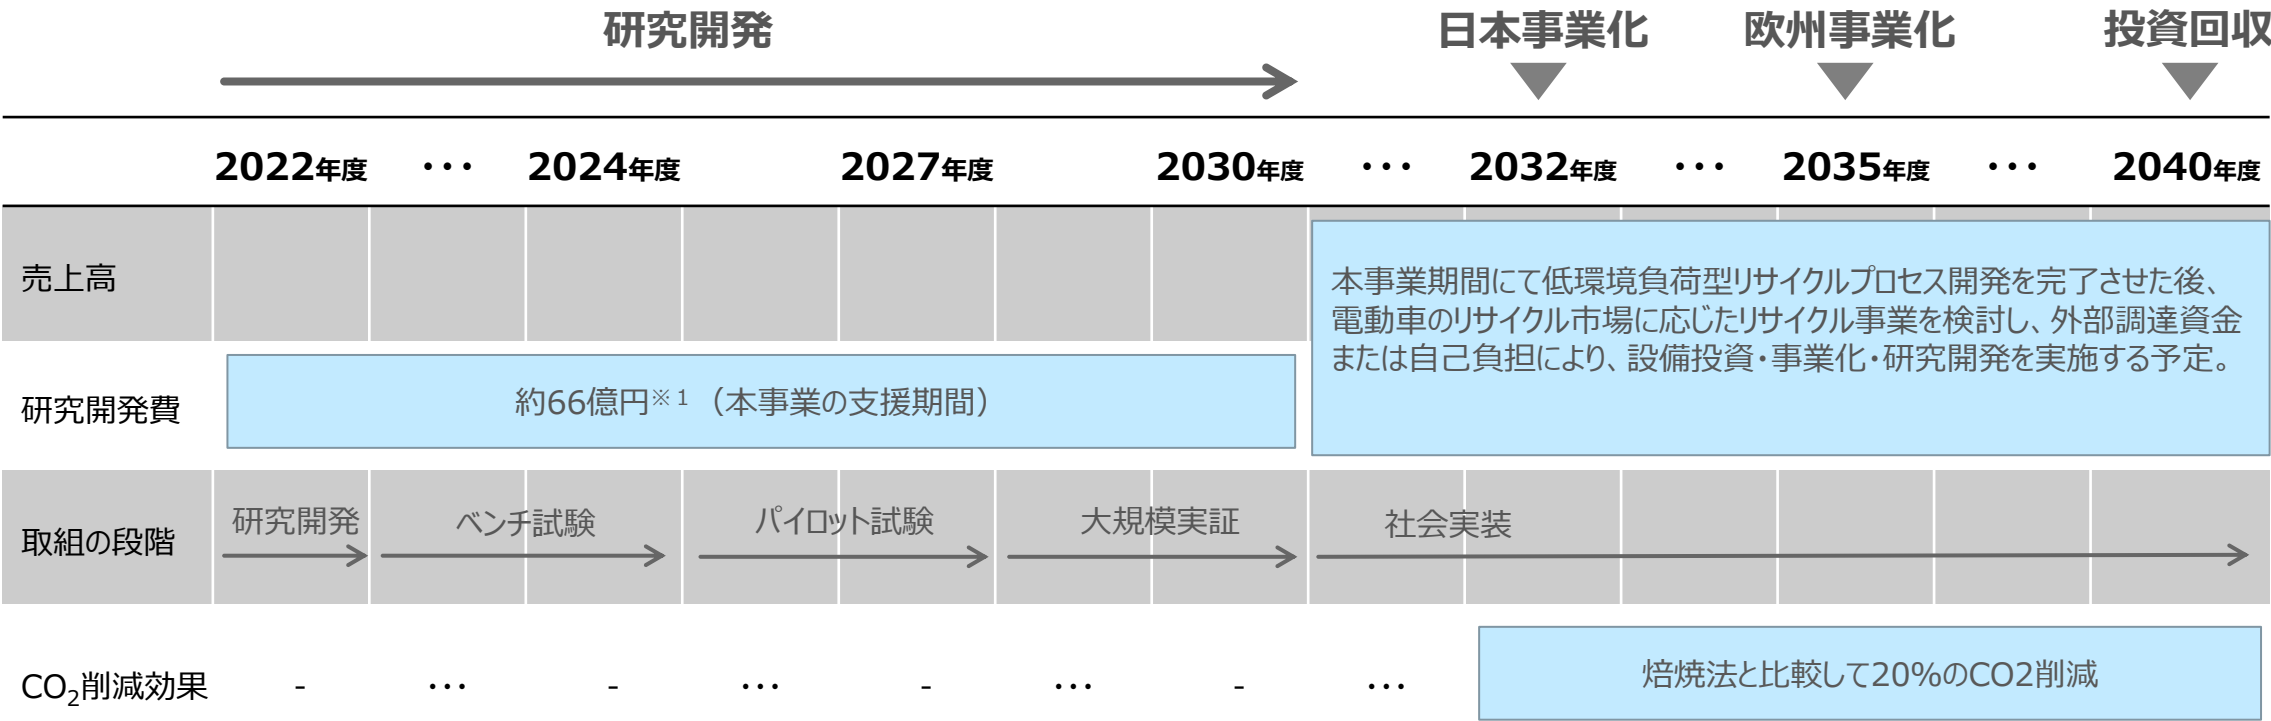 研究開発 日本事業化 欧州事業化 投資回収
2022年度 ・・・ 2024年度 2027年度 2030年度 ・・・ 2032年度 ・・・ 2035年度 ・・・ 2040年度
売上高
本事業期間にて低環境負荷型リサイクルプロセス開発を完了させた後、
電動車のリサイクル市場に応じたリサイクル事業を検討し、外部調達資金
または自己負担により、設備投資・事業化・研究開発を実施する予定。
研究開発費
約66億円※1（本事業の支援期間）
取組の段階
研究開発 ベンチ試験 パイロット試験 大規模実証 社会実装
CO2削減効果 - ・・・ - ・・・ - ・・・ - ・・・ 焙焼法と比較して20%のCO2削減